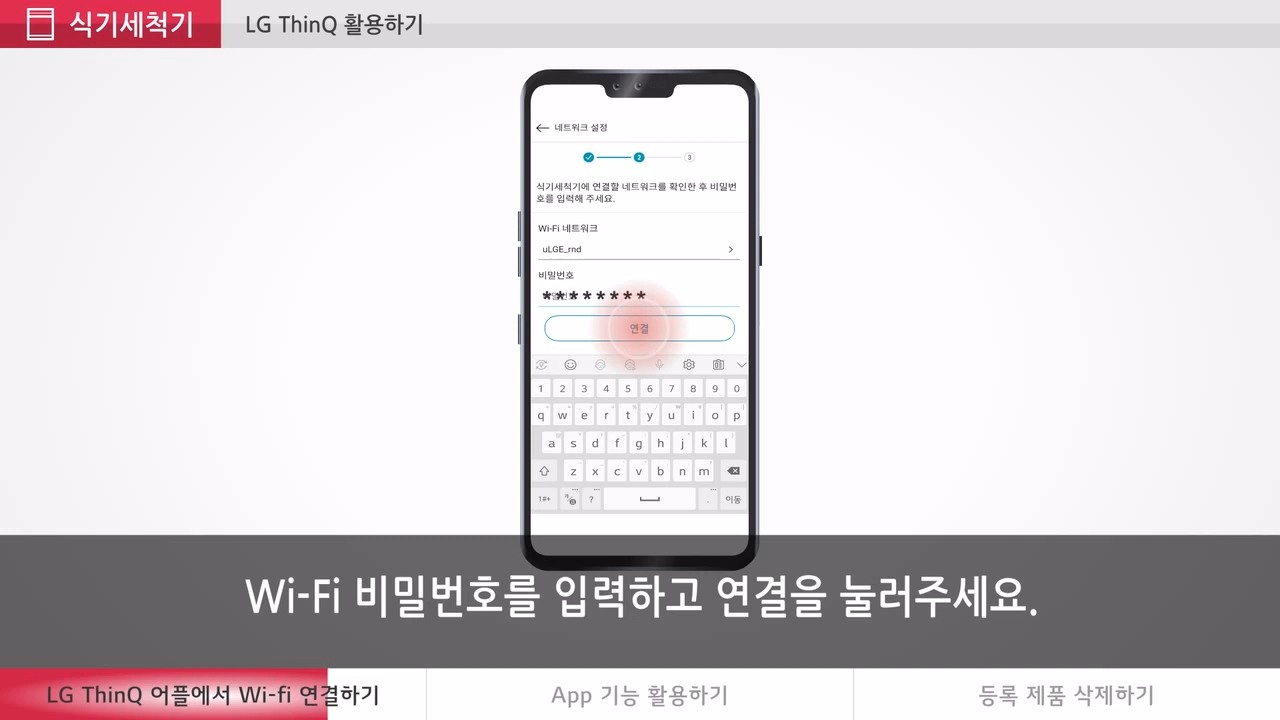 식기세척기
LG ThinQ 활용하기
네트워크 설정
2
3
식기세척기에 연결할 네트워크를 확인한 후 비밀번
호를 입력해 주세요.
Wi-Fi 네트워크
uLGE_rnd
비밀번호
********
연결
1 2 3 4 5 6 7 8 9 0
q w e r t y u i o p
a s d f g h j k l
z x c v b n m
1#+ ? . 이동
Wi-Fi 비밀번호를 입력하고 연결을 눌러주세요.
LG ThinQ 어플에서 Wi-fi 연결하기
App 기능 활용하기
등록 제품 삭제하기